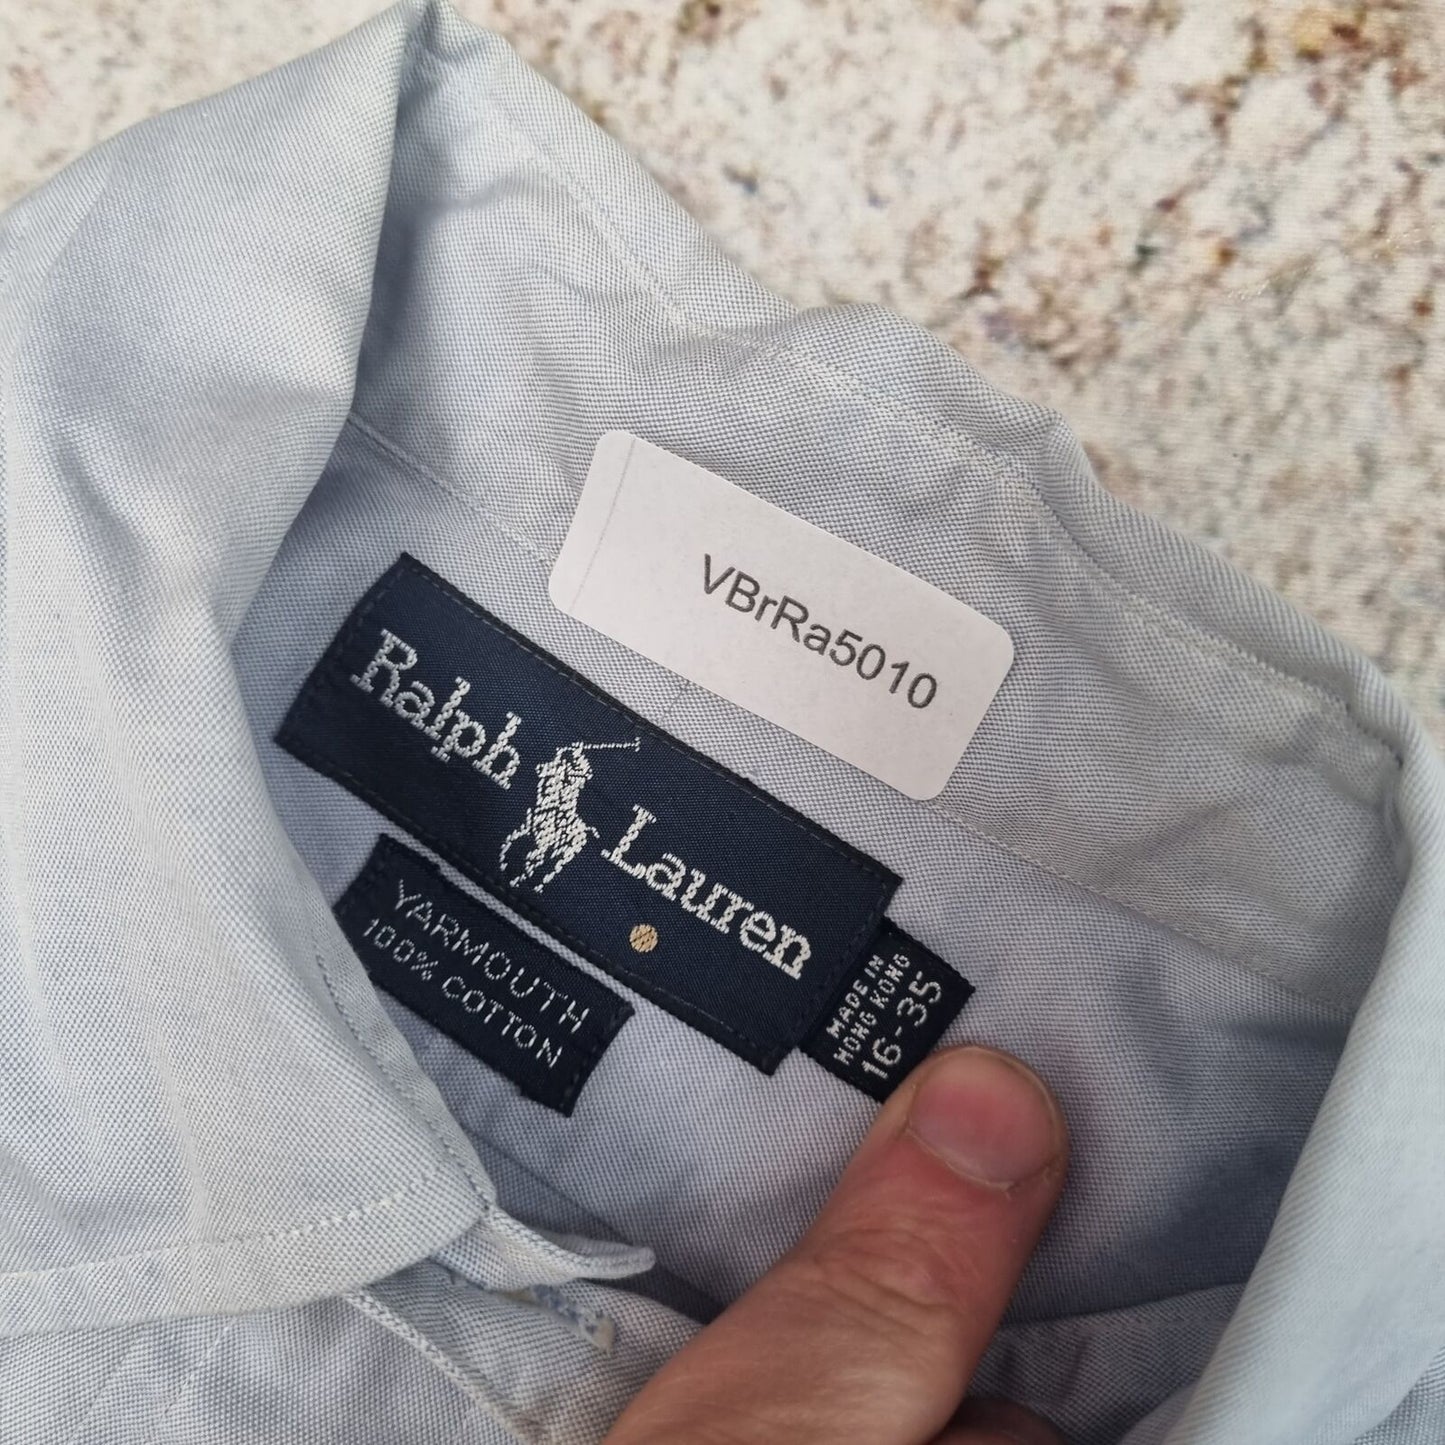 VBrRa5010
Ralph Lauren
YARMOUTH
100% COTTON
MADE IN
HONG KONG
16-35